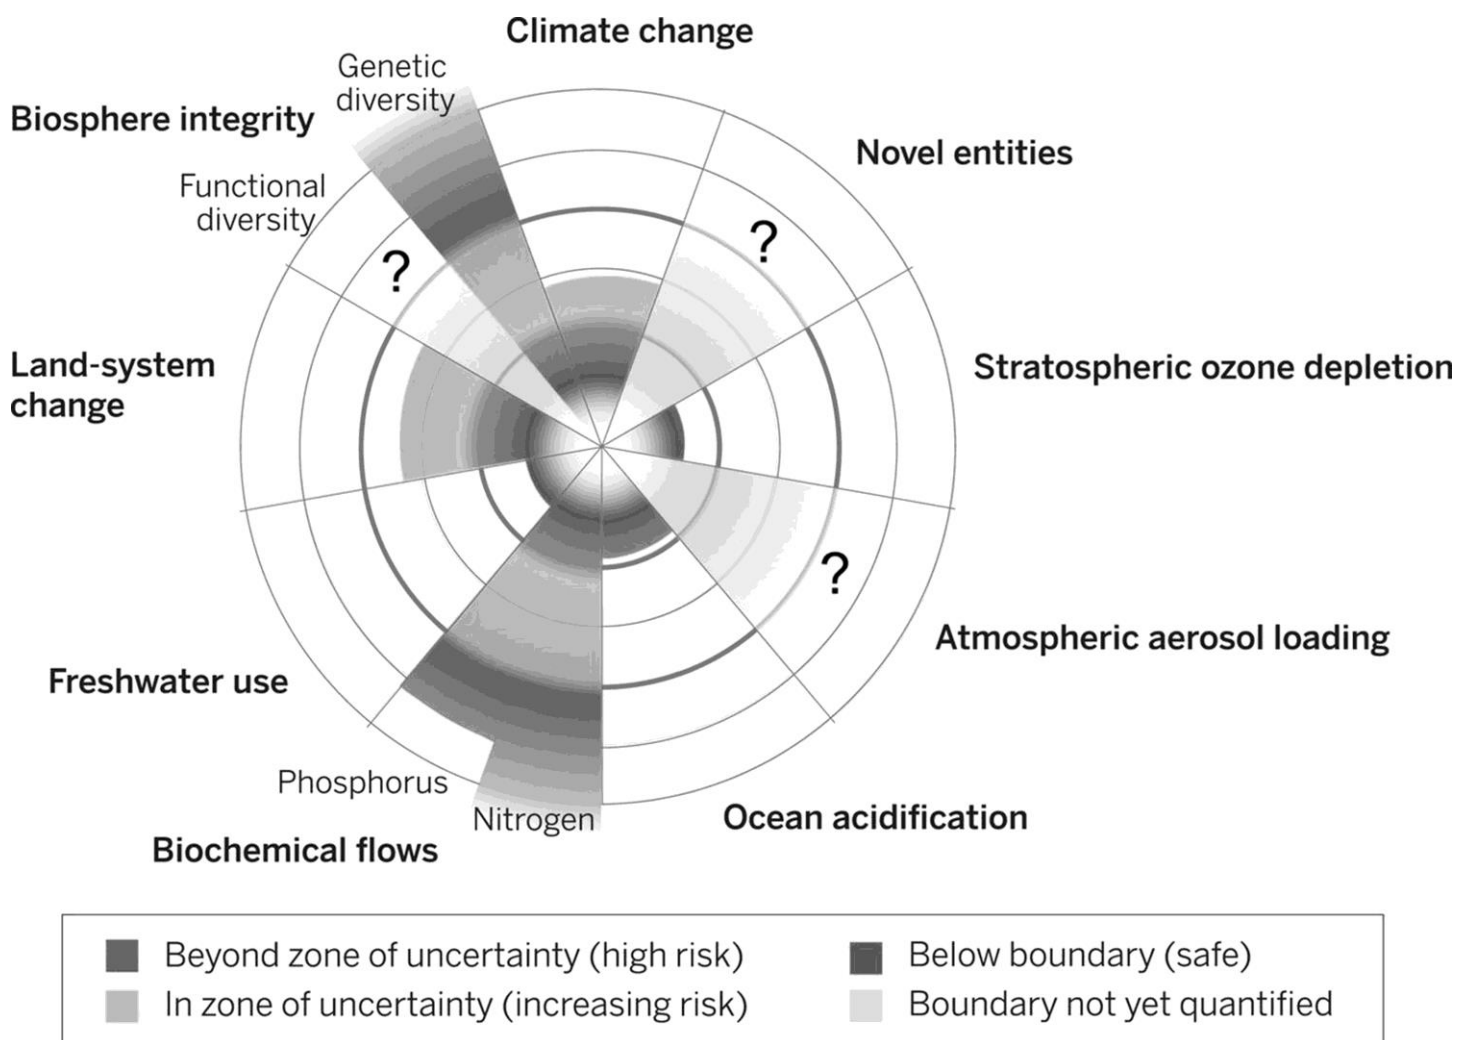 Climate change
Genetic
diversity
Biosphere integrity
Novel entities
Functional
diversity
?
?
Land-system
change
Stratospheric ozone depletion
?
Atmospheric aerosol loading
Freshwater use
Phosphorus
Nitrogen
Ocean acidification
Biochemical flows
Beyond zone of uncertainty (high risk)
Below boundary (safe)
In zone of uncertainty (increasing risk)
Boundary not yet quantified